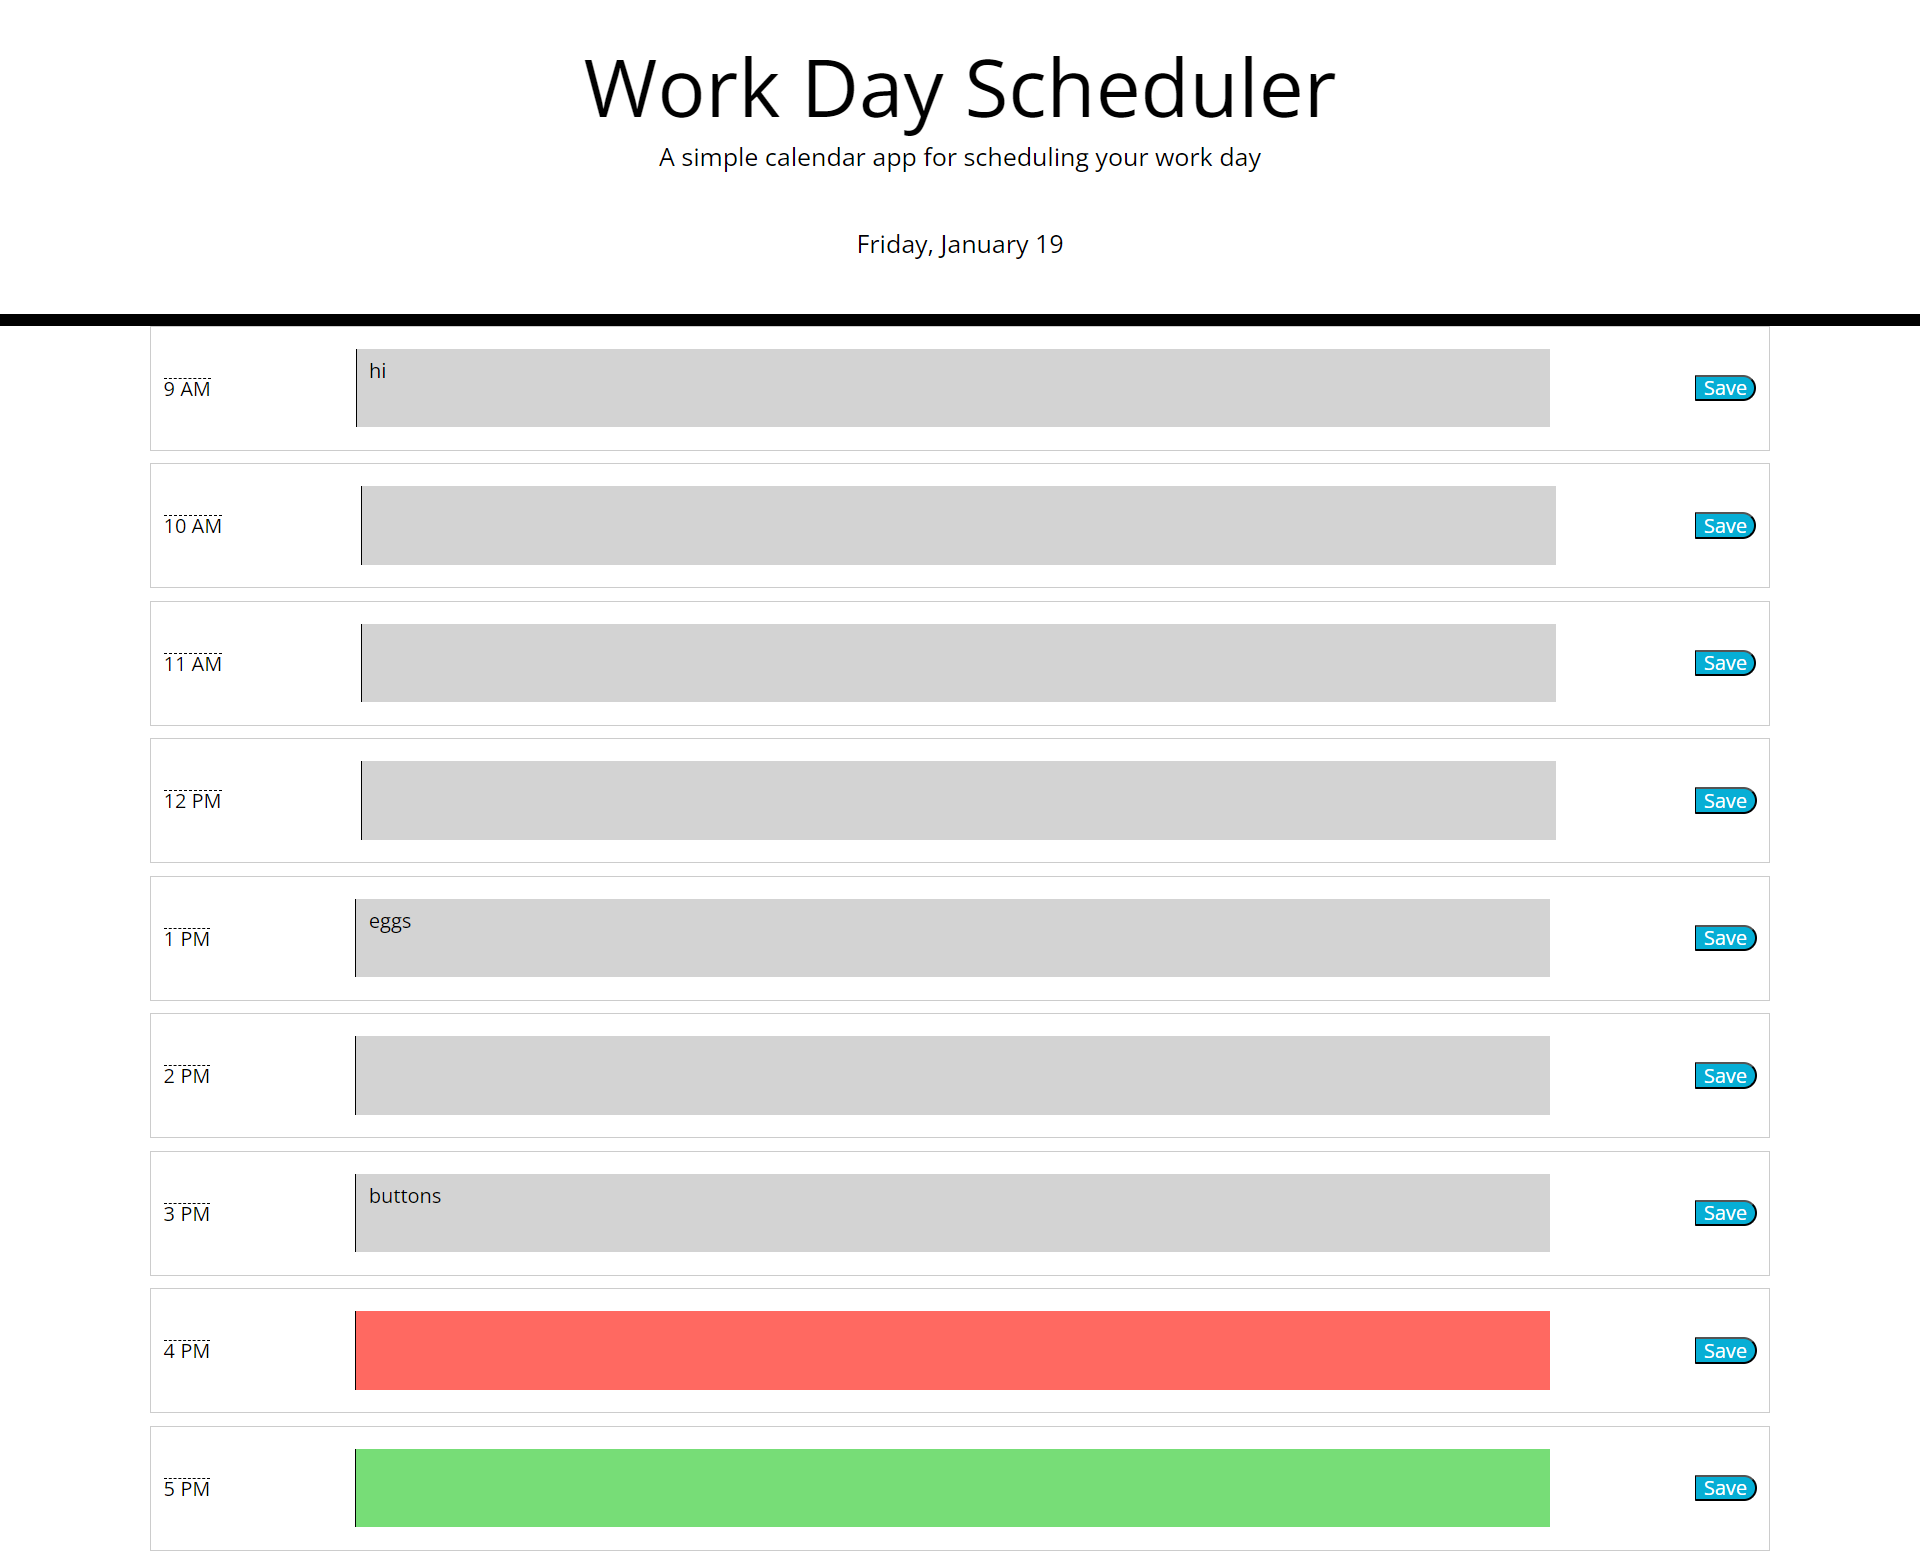 Work Day Scheduler
A simple calendar app for scheduling your work day
Friday, January 19
9 AM hi Save
10 AM Save
11 AM Save
12 PM Save
1 PM eggs Save
2 PM Save
3 PM buttons Save
4 PM Save
5 PM Save